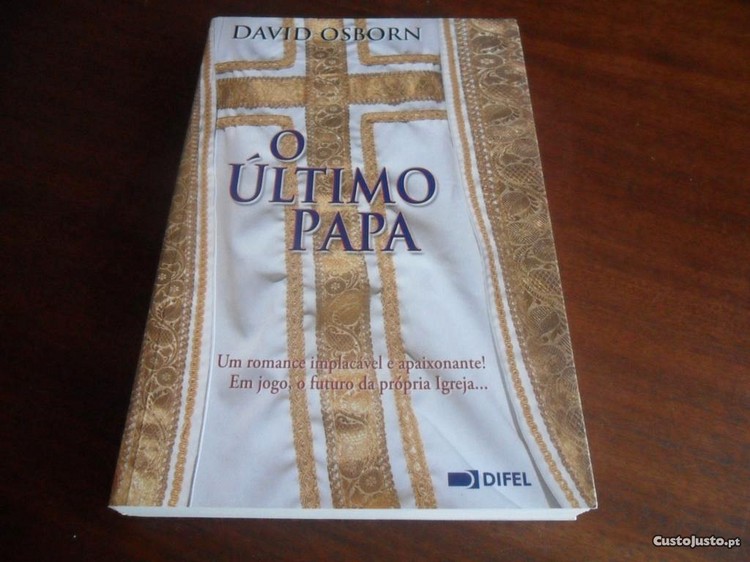 DAVID OSBORN
O
ÚLTIMO
PAPA
Um romance implacável e apaixonante!
Em jogo, o futuro da própria Igreja...
DIFEL
CustoJusto.pt